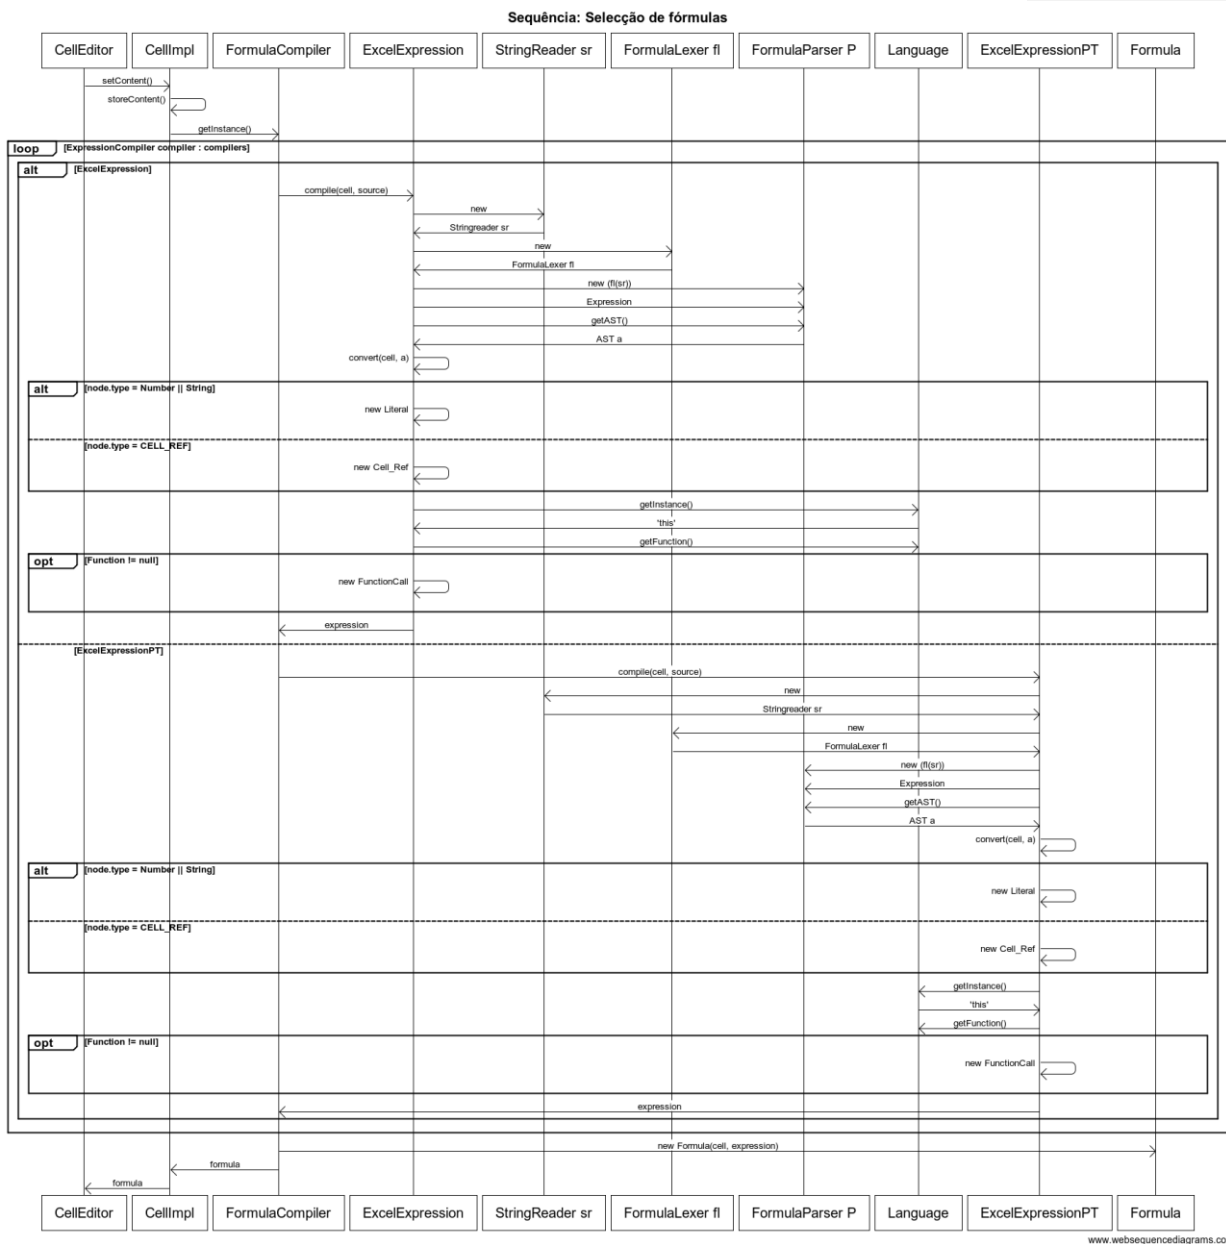 Sequência: Selecção de fórmulas
CellEditor CellImpl FormulaCompiler ExcelExpression StringReader sr FormulaLexer fl FormulaParser P Language ExcelExpressionPT Formula
setContent()
storeContent()
getInstance()
loop [ExpressionCompiler compiler : compilers]
alt [ExcelExpression]
compile(cell, source)
new
Stringreader sr
new
FormulaLexer fl
new (fl(sr))
Expression
getAST()
AST a
convert(cell, a)
alt [node.type = Number || String]
new Literal
[node.type = CELL_REF]
new Cell_Ref
getInstance()
'this'
getFunction()
opt [Function != null]
new FunctionCall
expression
[ExcelExpressionPT]
compile(cell, source)
new
Stringreader sr
new
FormulaLexer fl
new (fl(sr))
Expression
getAST()
AST a
convert(cell, a)
alt [node.type = Number || String]
new Literal
[node.type = CELL_REF]
new Cell_Ref
getInstance()
'this'
getFunction()
opt [Function != null]
new FunctionCall
expression
new Formula(cell, expression)
formula
formula
CellEditor CellImpl FormulaCompiler ExcelExpression StringReader sr FormulaLexer fl FormulaParser P Language ExcelExpressionPT Formula
www.websequencediagrams.co